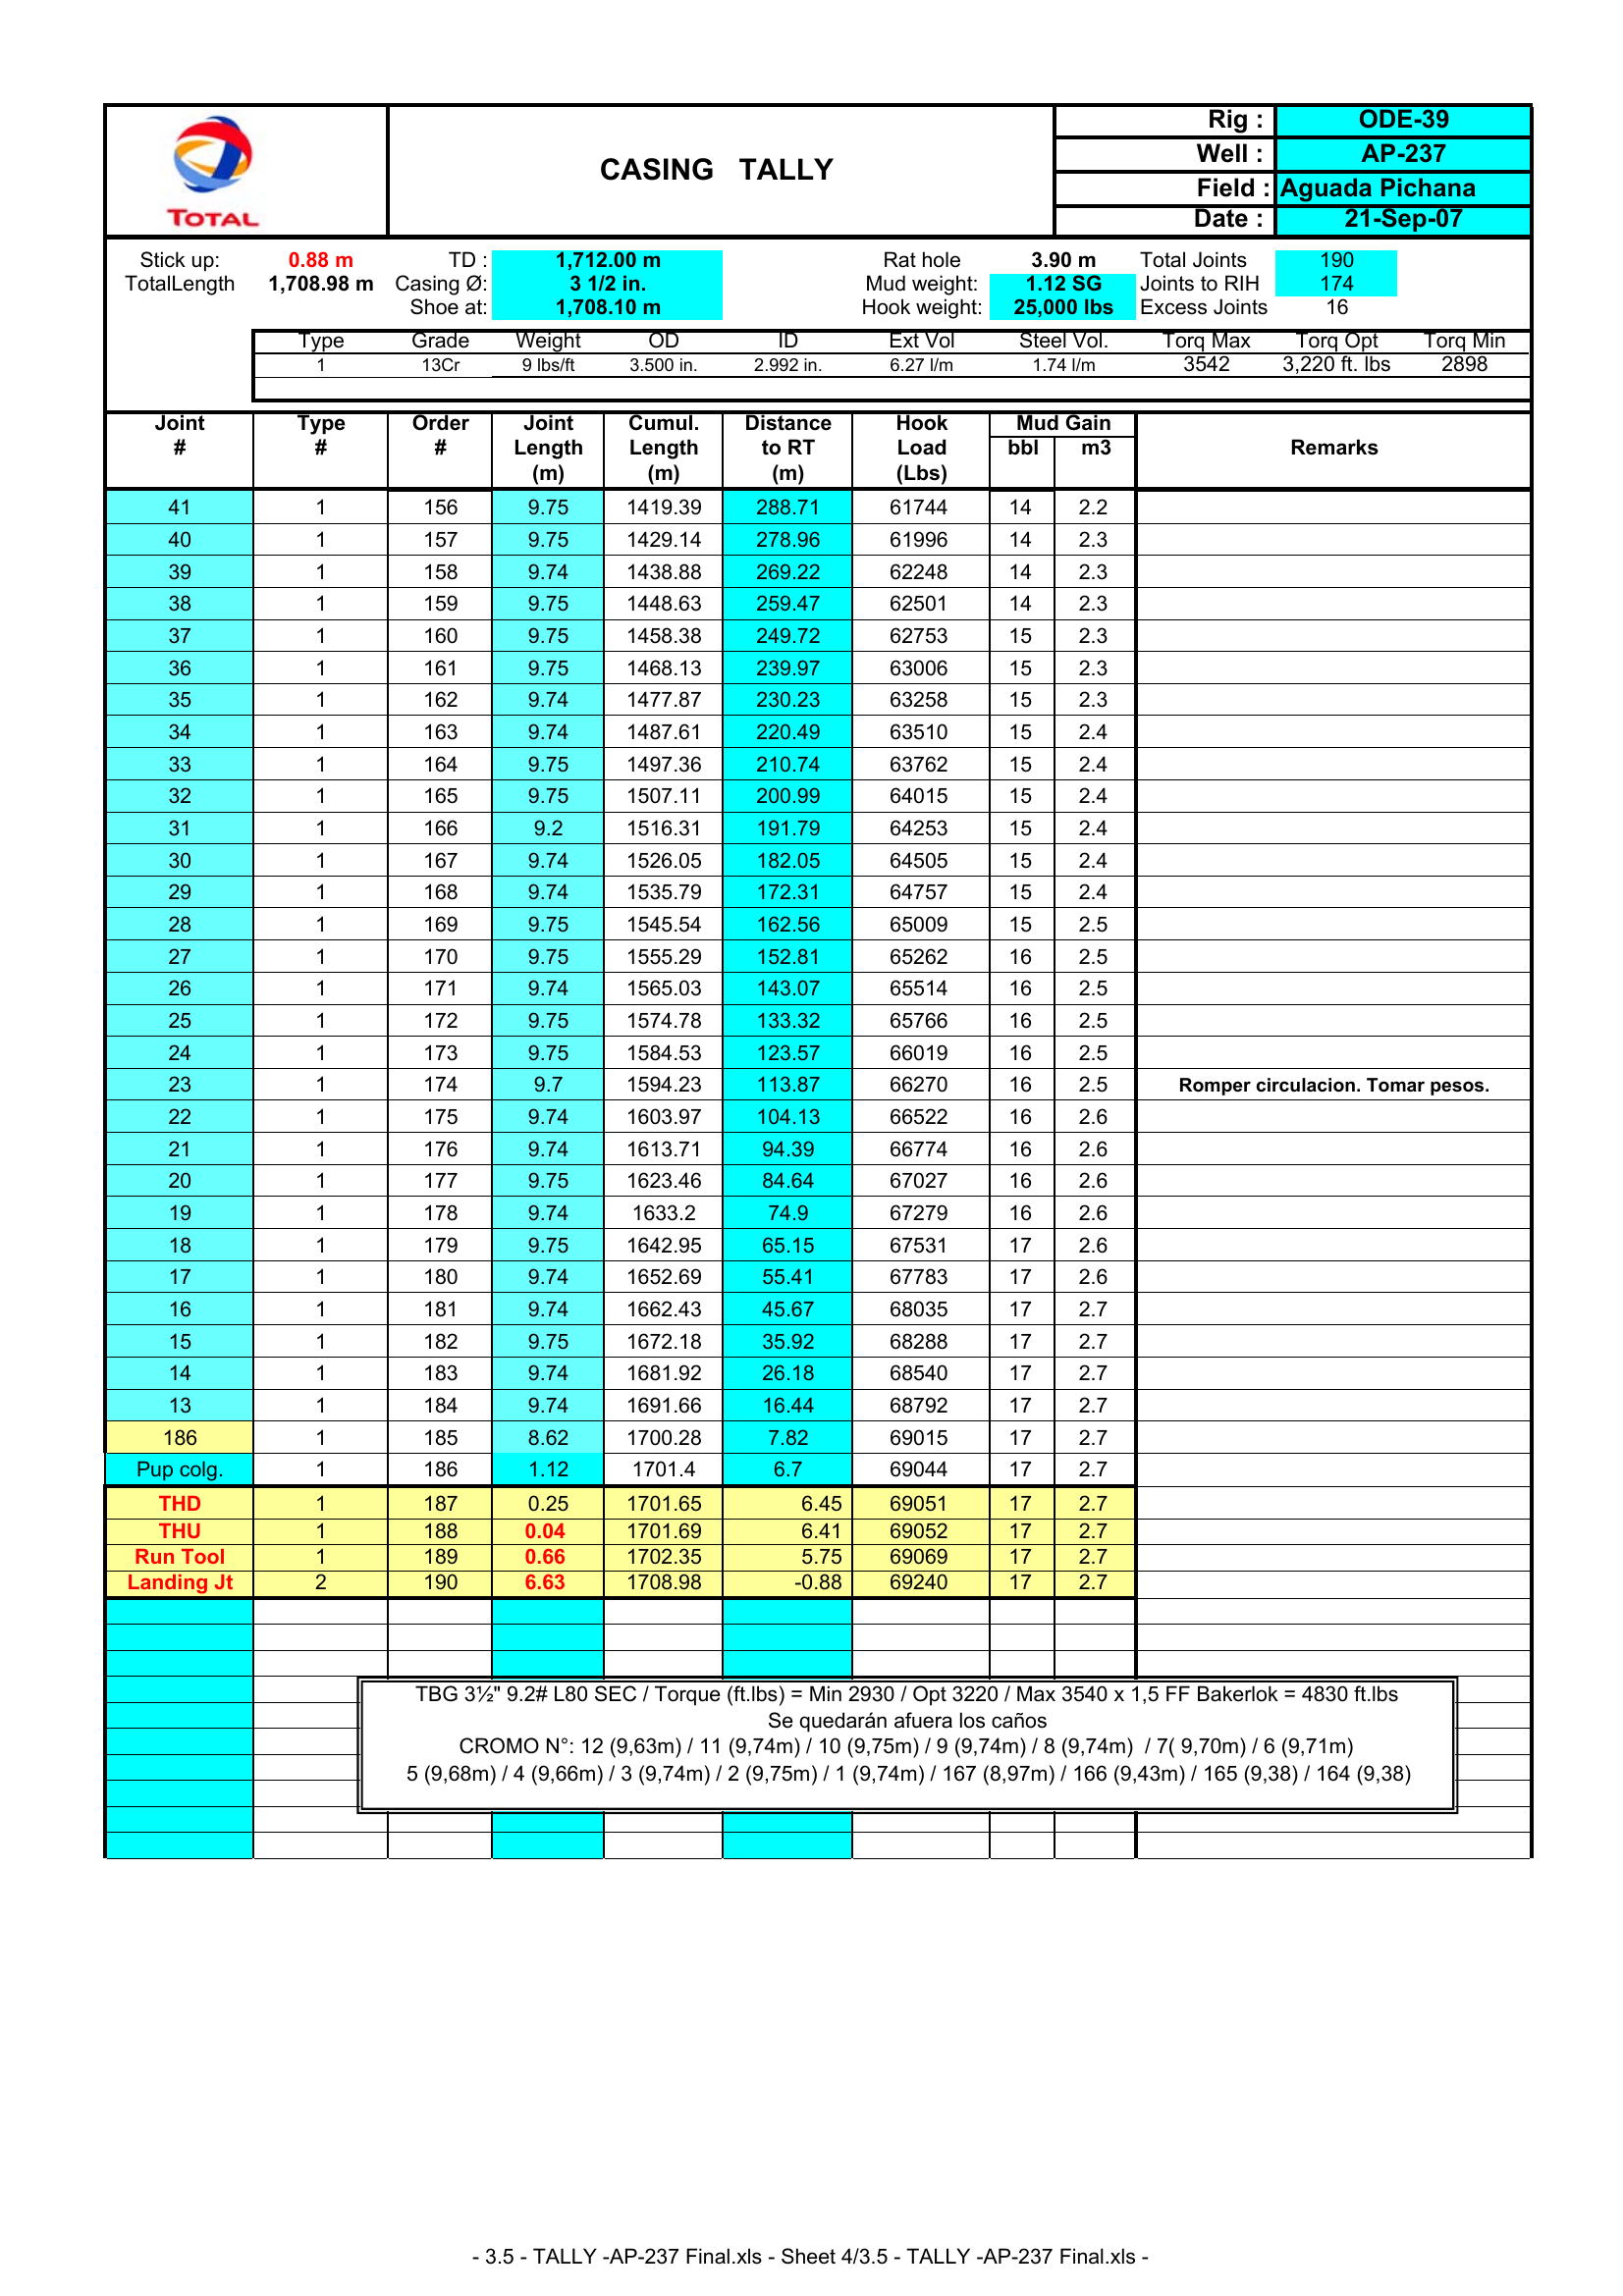 TOTAL
CASING TALLY
Rig : ODE-39
Well : AP-237
Field : Aguada Pichana
Date : 21-Sep-07
Stick up: 0.88 m TD : 1,712.00 m Rat hole 3.90 m Total Joints 190
TotalLength 1,708.98 m Casing Ø: 3 1/2 in. Mud weight: 1.12 SG Joints to RIH 174
Shoe at: 1,708.10 m Hook weight: 25,000 lbs Excess Joints 16
Type Grade Weight OD ID Ext Vol Steel Vol. Torq Max Torq Opt Torq Min
1 13Cr 9 lbs/ft 3.500 in. 2.992 in. 6.27 l/m 1.74 l/m 3542 3,220 ft. lbs 2898
Joint Type Order Joint Cumul. Distance Hook Mud Gain
# # # Length Length to RT Load bbl m3 Remarks
(m) (m) (m) (Lbs)
41 1 156 9.75 1419.39 288.71 61744 14 2.2
40 1 157 9.75 1429.14 278.96 61996 14 2.3
39 1 158 9.74 1438.88 269.22 62248 14 2.3
38 1 159 9.75 1448.63 259.47 62501 14 2.3
37 1 160 9.75 1458.38 249.72 62753 15 2.3
36 1 161 9.75 1468.13 239.97 63006 15 2.3
35 1 162 9.74 1477.87 230.23 63258 15 2.3
34 1 163 9.74 1487.61 220.49 63510 15 2.4
33 1 164 9.75 1497.36 210.74 63762 15 2.4
32 1 165 9.75 1507.11 200.99 64015 15 2.4
31 1 166 9.2 1516.31 191.79 64253 15 2.4
30 1 167 9.74 1526.05 182.05 64505 15 2.4
29 1 168 9.74 1535.79 172.31 64757 15 2.4
28 1 169 9.75 1545.54 162.56 65009 15 2.5
27 1 170 9.75 1555.29 152.81 65262 16 2.5
26 1 171 9.74 1565.03 143.07 65514 16 2.5
25 1 172 9.75 1574.78 133.32 65766 16 2.5
24 1 173 9.75 1584.53 123.57 66019 16 2.5
23 1 174 9.7 1594.23 113.87 66270 16 2.5 Romper circulacion. Tomar pesos.
22 1 175 9.74 1603.97 104.13 66522 16 2.6
21 1 176 9.74 1613.71 94.39 66774 16 2.6
20 1 177 9.75 1623.46 84.64 67027 16 2.6
19 1 178 9.74 1633.2 74.9 67279 16 2.6
18 1 179 9.75 1642.95 65.15 67531 17 2.6
17 1 180 9.74 1652.69 55.41 67783 17 2.6
16 1 181 9.74 1662.43 45.67 68035 17 2.7
15 1 182 9.75 1672.18 35.92 68288 17 2.7
14 1 183 9.74 1681.92 26.18 68540 17 2.7
13 1 184 9.74 1691.66 16.44 68792 17 2.7
186 1 185 8.62 1700.28 7.82 69015 17 2.7
Pup colg. 1 186 1.12 1701.4 6.7 69044 17 2.7
THD 1 187 0.25 1701.65 6.45 69051 17 2.7
THU 1 188 0.04 1701.69 6.41 69052 17 2.7
Run Tool 1 189 0.66 1702.35 5.75 69069 17 2.7
Landing Jt 2 190 6.63 1708.98 -0.88 69240 17 2.7
TBG 3½" 9.2# L80 SEC / Torque (ft.lbs) = Min 2930 / Opt 3220 / Max 3540 x 1,5 FF Bakerlok = 4830 ft.lbs
Se quedarán afuera los caños
CROMO N°: 12 (9,63m) / 11 (9,74m) / 10 (9,75m) / 9 (9,74m) / 8 (9,74m) / 7( 9,70m) / 6 (9,71m)
5 (9,68m) / 4 (9,66m) / 3 (9,74m) / 2 (9,75m) / 1 (9,74m) / 167 (8,97m) / 166 (9,43m) / 165 (9,38) / 164 (9,38)
- 3.5 - TALLY -AP-237 Final.xls - Sheet 4/3.5 - TALLY -AP-237 Final.xls -